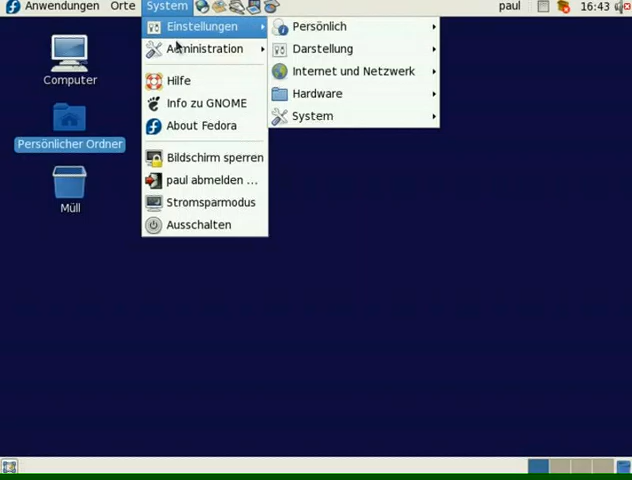 Anwendungen Orte System paul 16:43
Einstellungen
Administration
Hilfe
Info zu GNOME
About Fedora
Bildschirm sperren
paul abmelden ...
Stromsparmodus
Ausschalten
Persönlich
Darstellung
Internet und Netzwerk
Hardware
System
Computer
Persönlicher Ordner
Müll